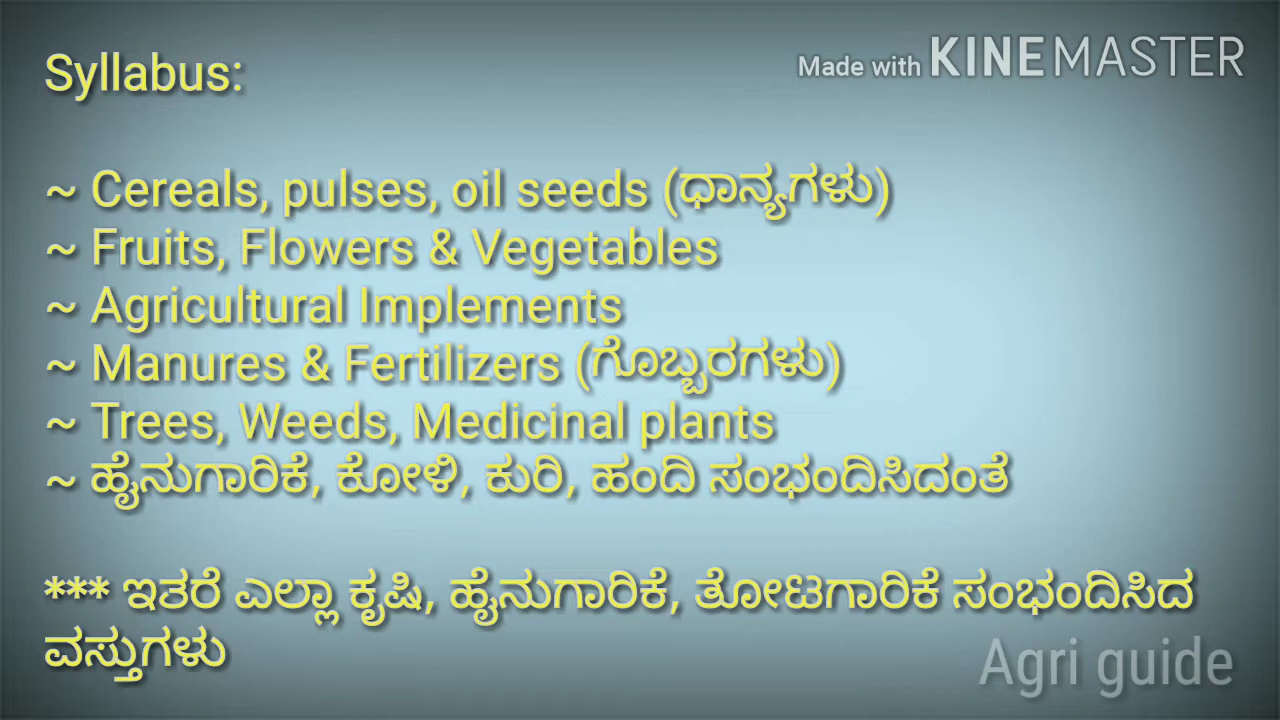 Syllabus:
Made with KINEMASTER
~ Cereals, pulses, oil seeds (ಧಾನ್ಯಗಳು)
~ Fruits, Flowers & Vegetables
~ Agricultural Implements
~ Manures & Fertilizers (ಗೊಬ್ಬರಗಳು)
~ Trees, Weeds, Medicinal plants
~ ಹೈನುಗಾರಿಕೆ, ಕೋಳಿ, ಕುರಿ, ಹಂದಿ ಸಂಭಂದಿಸಿದಂತೆ
*** ಇತರೆ ಎಲ್ಲಾ ಕೃಷಿ, ಹೈನುಗಾರಿಕೆ, ತೋಟಗಾರಿಕೆ ಸಂಭಂದಿಸಿದ
ವಸ್ತುಗಳು
Agri guide